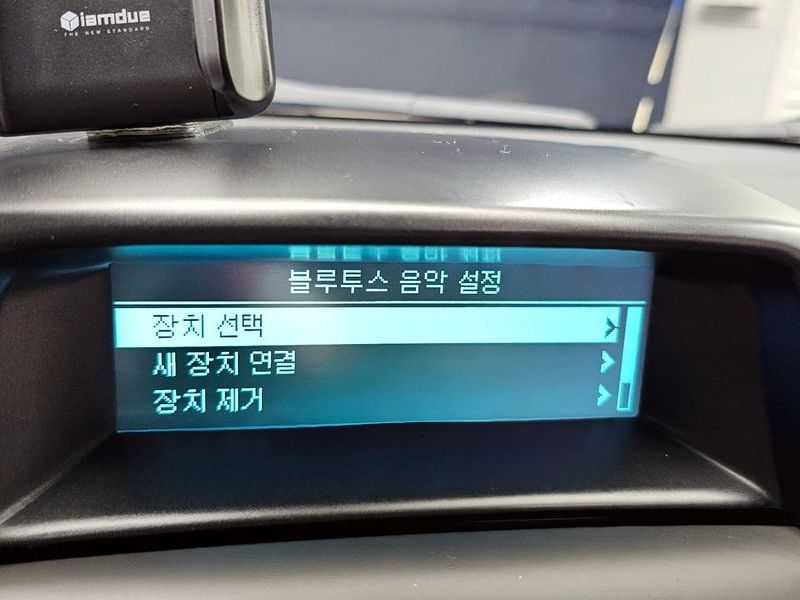 iamdue
THE NEW STANDARD
블루투스 음악 설정
장치 선택
새 장치 연결
장치 제거